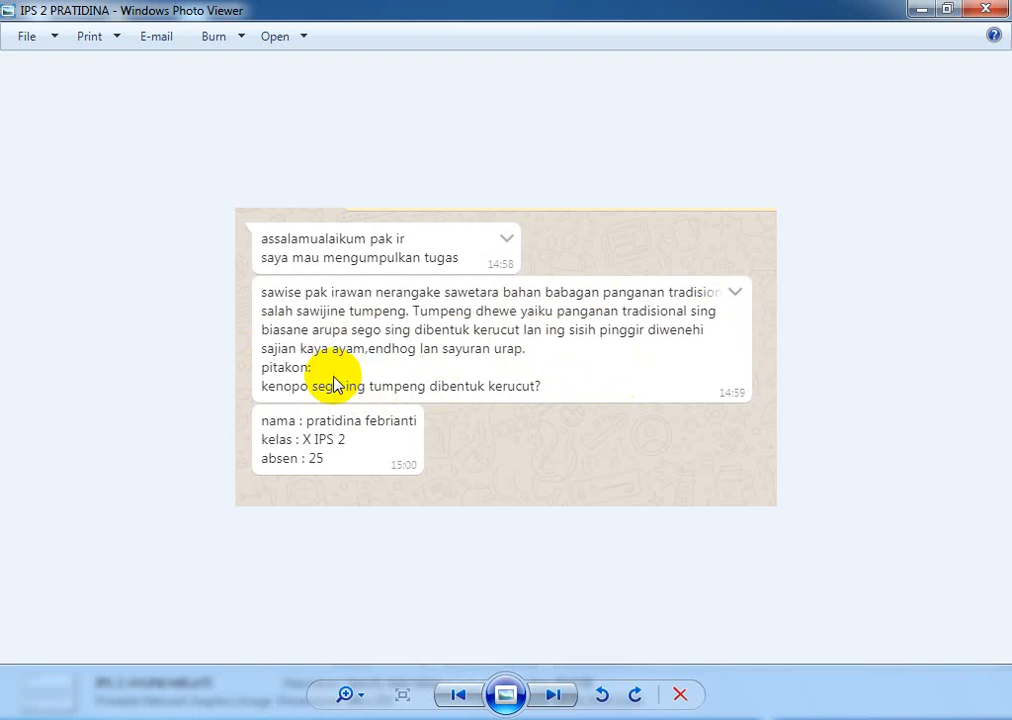 IPS 2 PRATIDINA - Windows Photo Viewer
File Print E-mail Burn Open
assalamualaikum pak ir
saya mau mengumpulkan tugas
14:58
sawise pak irawan nerangake sawetara bahan babagan panganan tradision
salah sawijine tumpeng. Tumpeng dhewe yaiku panganan tradisional sing
biasane arupa sego sing dibentuk kerucut lan ing sisih pinggir diwenehi
sajian kaya ayam,endhog lan sayuran urap.
pitakon:
kenopo tumpeng dibentuk kerucut?
14:59
nama : pratidina febrianti
kelas : X IPS 2
absen : 25
15:00